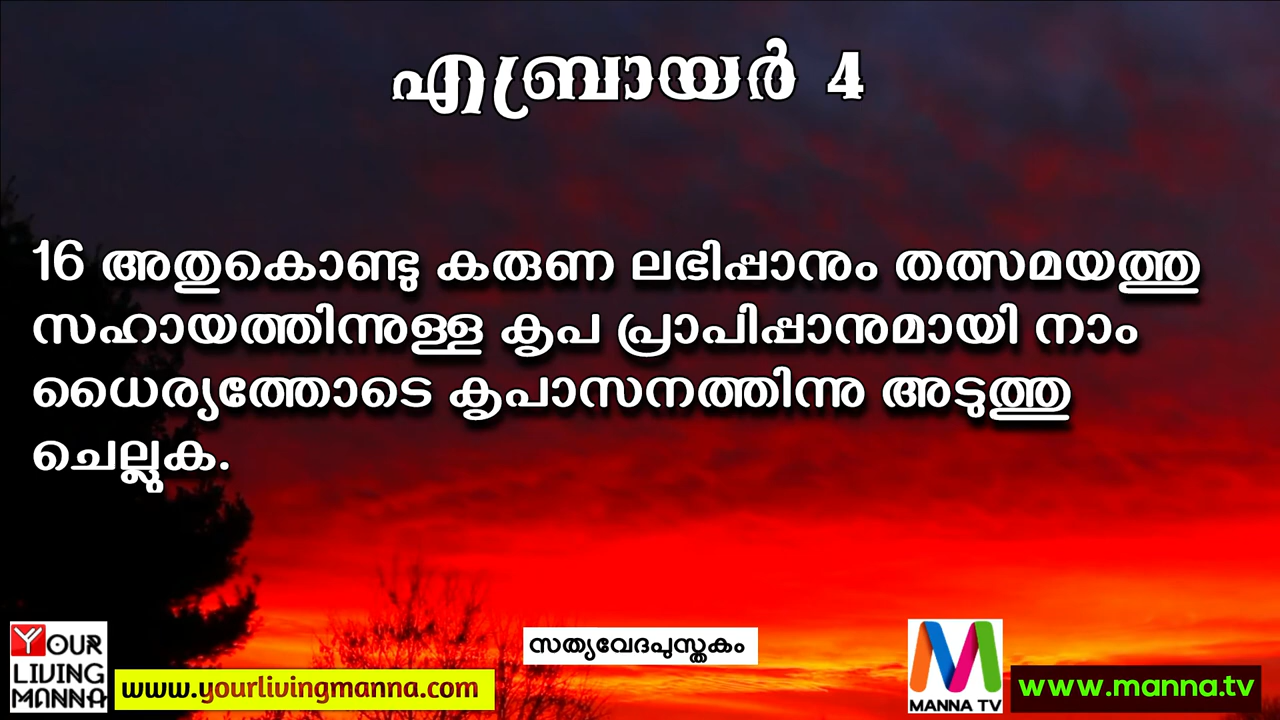 എബ്രായർ 4
16 അതുകൊണ്ടു കരുണ ലഭിപ്പാനും തത്സമയത്തു
സഹായത്തിന്നുള്ള കൃപ പ്രാപിപ്പാനുമായി നാം
ധൈര്യത്തോടെ കൃപാസനത്തിന്നു അടുത്തു
ചെല്ലുക.
YOUR
LIVING
MANNA
www.yourlivingmanna.com
സത്യവേദപുസ്തകം
MANNA TV
www.manna.tv